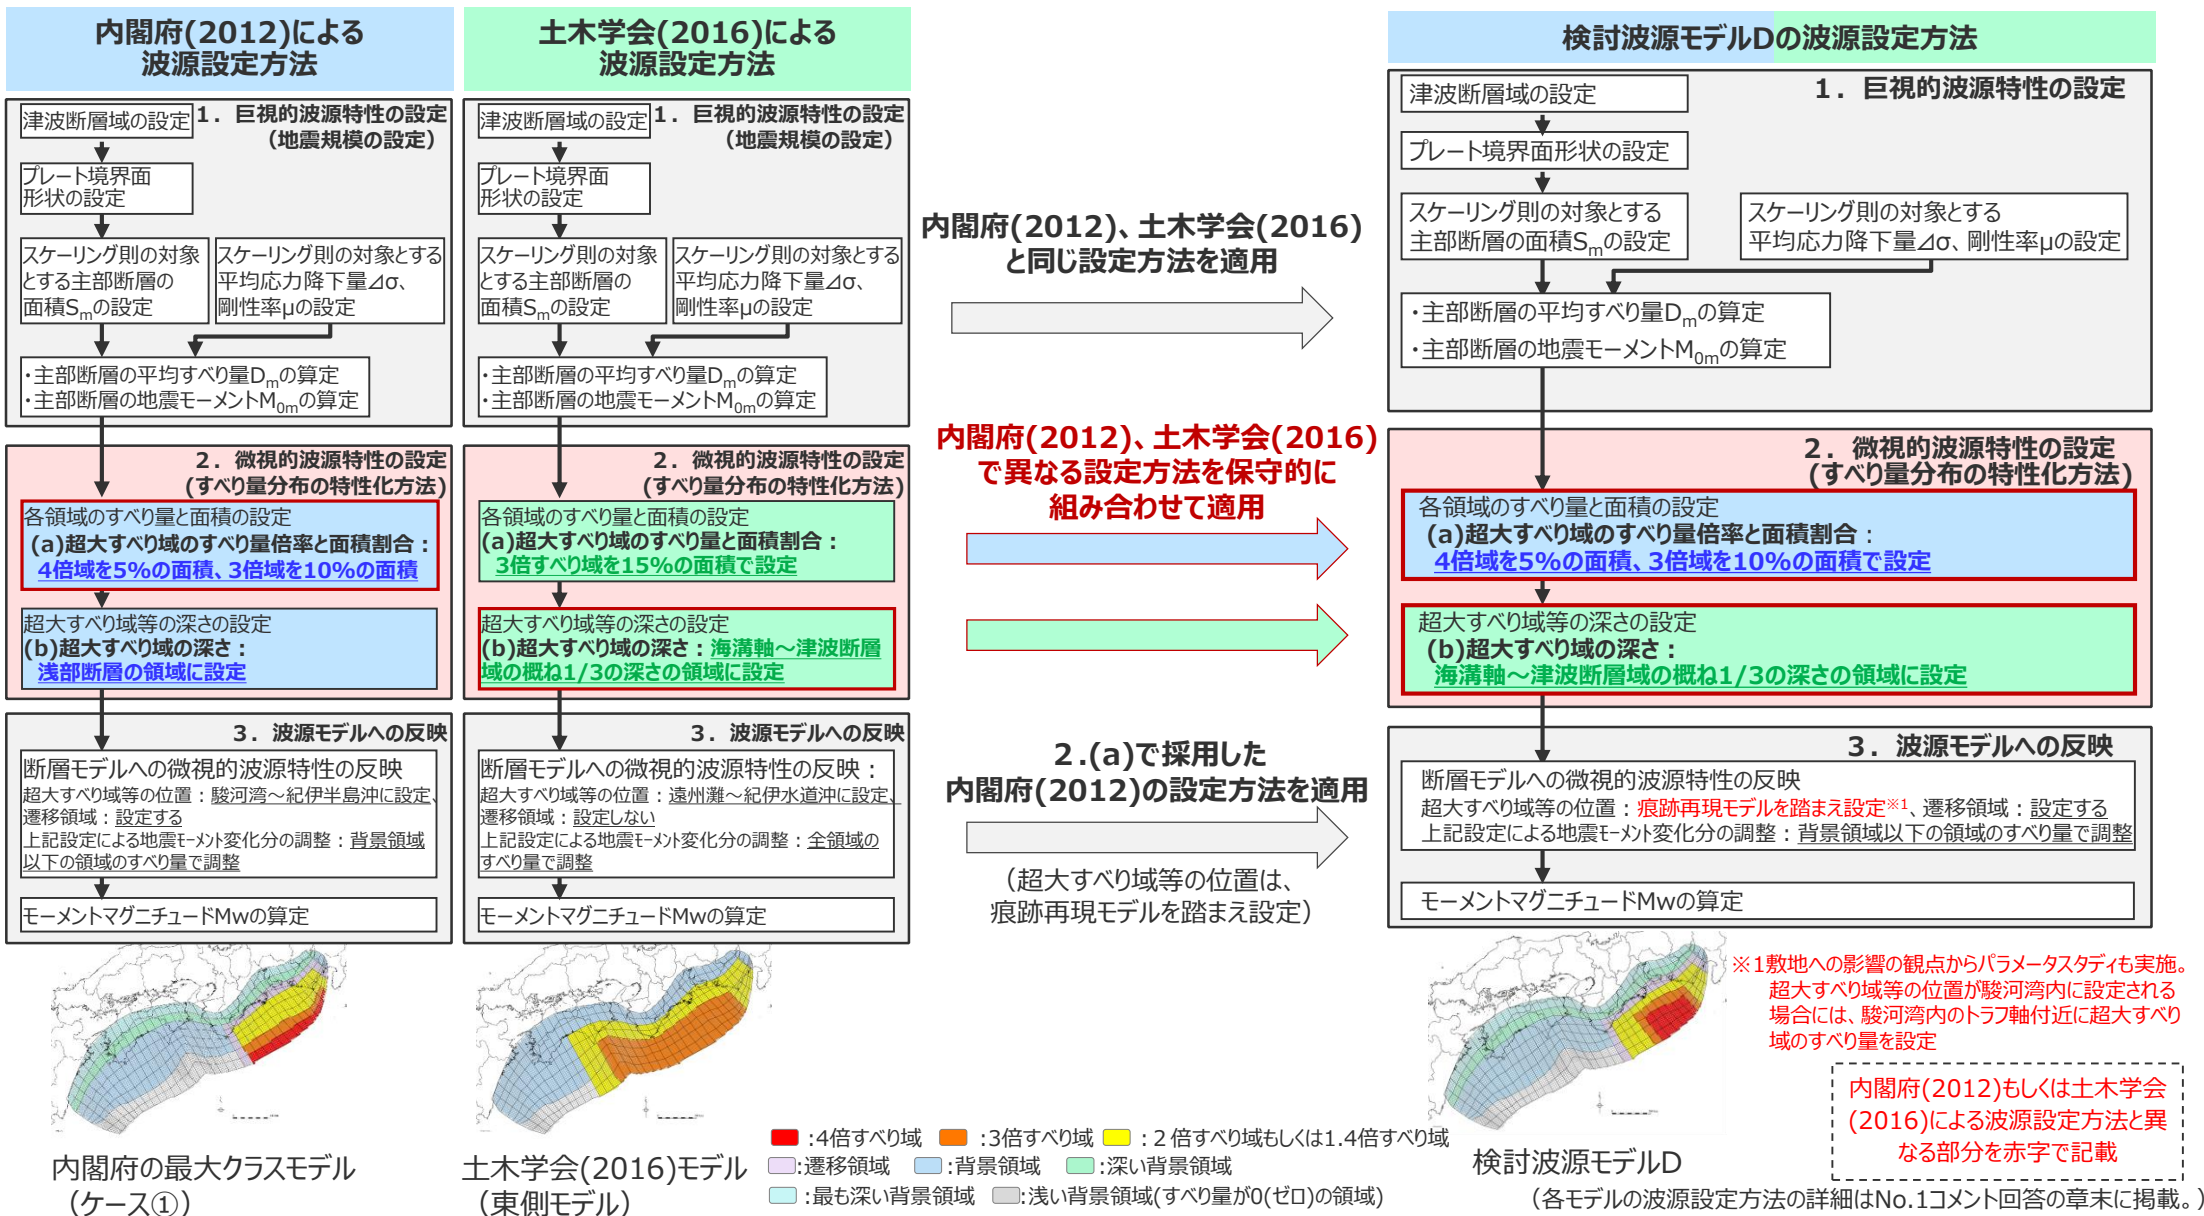 内閣府(2012)による
波源設定方法
1．巨視的波源特性の設定
（地震規模の設定）
津波断層域の設定
プレート境界面
形状の設定
スケーリング則の対象
とする主部断層の
面積Smの設定
スケーリング則の対象とする
平均応力降下量⊿σ、
剛性率μの設定
・主部断層の平均すべり量Dmの算定
・主部断層の地震モーメントM0mの算定
2．微視的波源特性の設定
(すべり量分布の特性化方法)
各領域のすべり量と面積の設定
(a)超大すべり域のすべり量倍率と面積割合：
4倍域を5%の面積、3倍域を10%の面積
超大すべり域等の深さの設定
(b)超大すべり域の深さ：
浅部断層の領域に設定
3．波源モデルへの反映
断層モデルへの微視的波源特性の反映
超大すべり域等の位置：駿河湾～紀伊半島沖に設定、
遷移領域：設定する
上記設定による地震モーメント変化分の調整：背景領域
以下の領域のすべり量で調整
モーメントマグニチュードMwの算定
内閣府の最大クラスモデル
（ケース①）
土木学会(2016)による
波源設定方法
1．巨視的波源特性の設定
（地震規模の設定）
津波断層域の設定
プレート境界面
形状の設定
スケーリング則の対象
とする主部断層の
面積Smの設定
スケーリング則の対象とする
平均応力降下量⊿σ、
剛性率μの設定
・主部断層の平均すべり量Dmの算定
・主部断層の地震モーメントM0mの算定
2．微視的波源特性の設定
(すべり量分布の特性化方法)
各領域のすべり量と面積の設定
(a)超大すべり域のすべり量と面積割合：
3倍すべり域を15%の面積で設定
超大すべり域等の深さの設定
(b)超大すべり域の深さ：海溝軸～津波断層
域の概ね1/3の深さの領域に設定
3．波源モデルへの反映
断層モデルへの微視的波源特性の反映：
超大すべり域等の位置：遠州灘～紀伊水道沖に設定、
遷移領域：設定しない
上記設定による地震モーメント変化分の調整：全領域の
すべり量で調整
モーメントマグニチュードMwの算定
土木学会(2016)モデル
（東側モデル）
内閣府(2012)、土木学会(2016)
と同じ設定方法を適用
内閣府(2012)、土木学会(2016)
で異なる設定方法を保守的に
組み合わせて適用
2.(a)で採用した
内閣府(2012)の設定方法を適用
（超大すべり域等の位置は、
痕跡再現モデルを踏まえ設定）
検討波源モデルDの波源設定方法
1．巨視的波源特性の設定
津波断層域の設定
プレート境界面形状の設定
スケーリング則の対象とする
主部断層の面積Smの設定
スケーリング則の対象とする
平均応力降下量⊿σ、剛性率μの設定
・主部断層の平均すべり量Dmの算定
・主部断層の地震モーメントM0mの算定
2．微視的波源特性の設定
(すべり量分布の特性化方法)
各領域のすべり量と面積の設定
(a)超大すべり域のすべり量倍率と面積割合：
4倍域を5%の面積、3倍域を10%の面積で設定
超大すべり域等の深さの設定
(b)超大すべり域の深さ：
海溝軸～津波断層域の概ね1/3の深さの領域に設定
3．波源モデルへの反映
断層モデルへの微視的波源特性の反映
超大すべり域等の位置：痕跡再現モデルを踏まえ設定※1、遷移領域：設定する
上記設定による地震モーメント変化分の調整：背景領域以下の領域のすべり量で調整
モーメントマグニチュードMwの算定
※1敷地への影響の観点からパラメータスタディも実施。
超大すべり域等の位置が駿河湾内に設定される
場合には、駿河湾内のトラフ軸付近に超大すべり
域のすべり量を設定
内閣府(2012)もしくは土木学会
(2016)による波源設定方法と異
なる部分を赤字で記載
検討波源モデルD
（各モデルの波源設定方法の詳細はNo.1コメント回答の章末に掲載。）
:4倍すべり域 :3倍すべり域 :２倍すべり域もしくは1.4倍すべり域
:遷移領域 :背景領域 :深い背景領域
:最も深い背景領域 :浅い背景領域(すべり量が0(ゼロ)の領域)